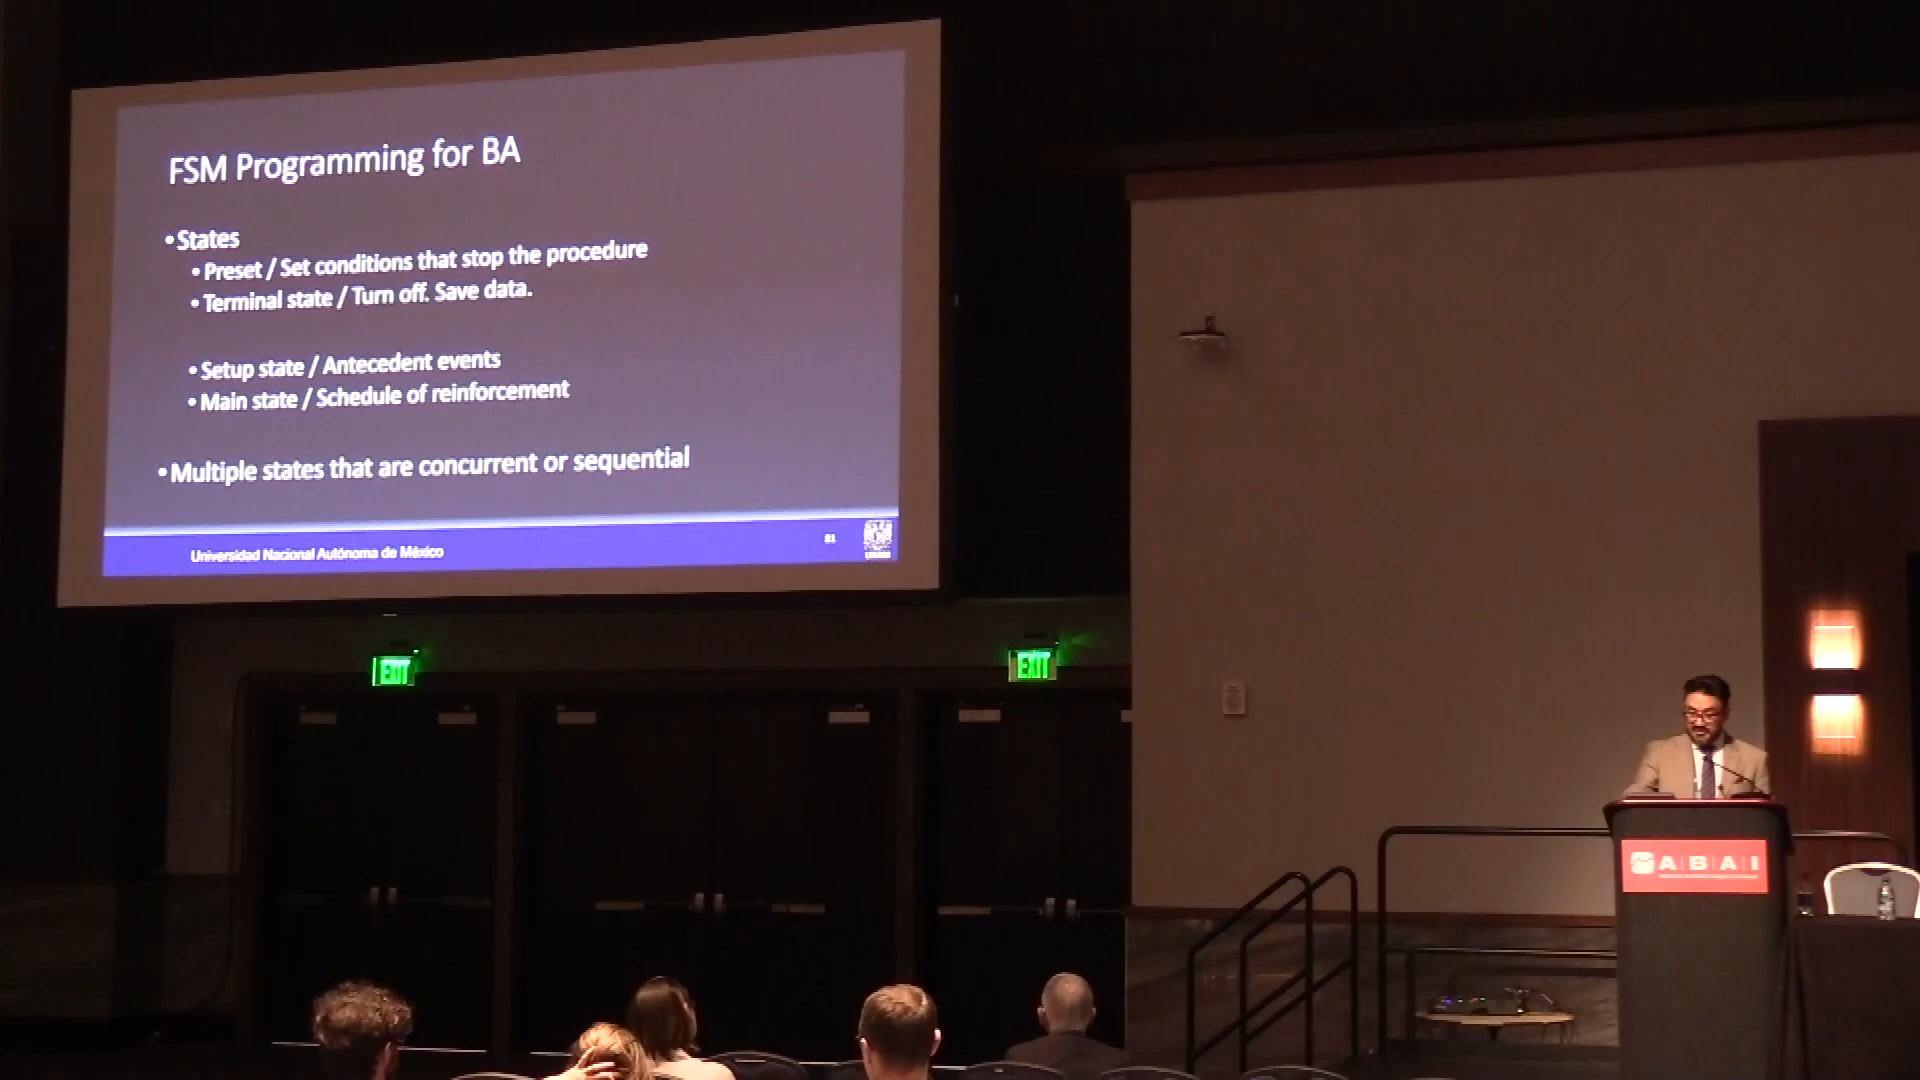 FSM Programming for BA
• States
• Preset / Set conditions that stop the procedure
• Terminal state / Turn off. Save data.
• Setup state / Antecedent events
• Main state / Schedule of reinforcement
• Multiple states that are concurrent or sequential
Universidad Nacional Autónoma de México
81
UNAM
EXIT
EXIT
A|B|A|I